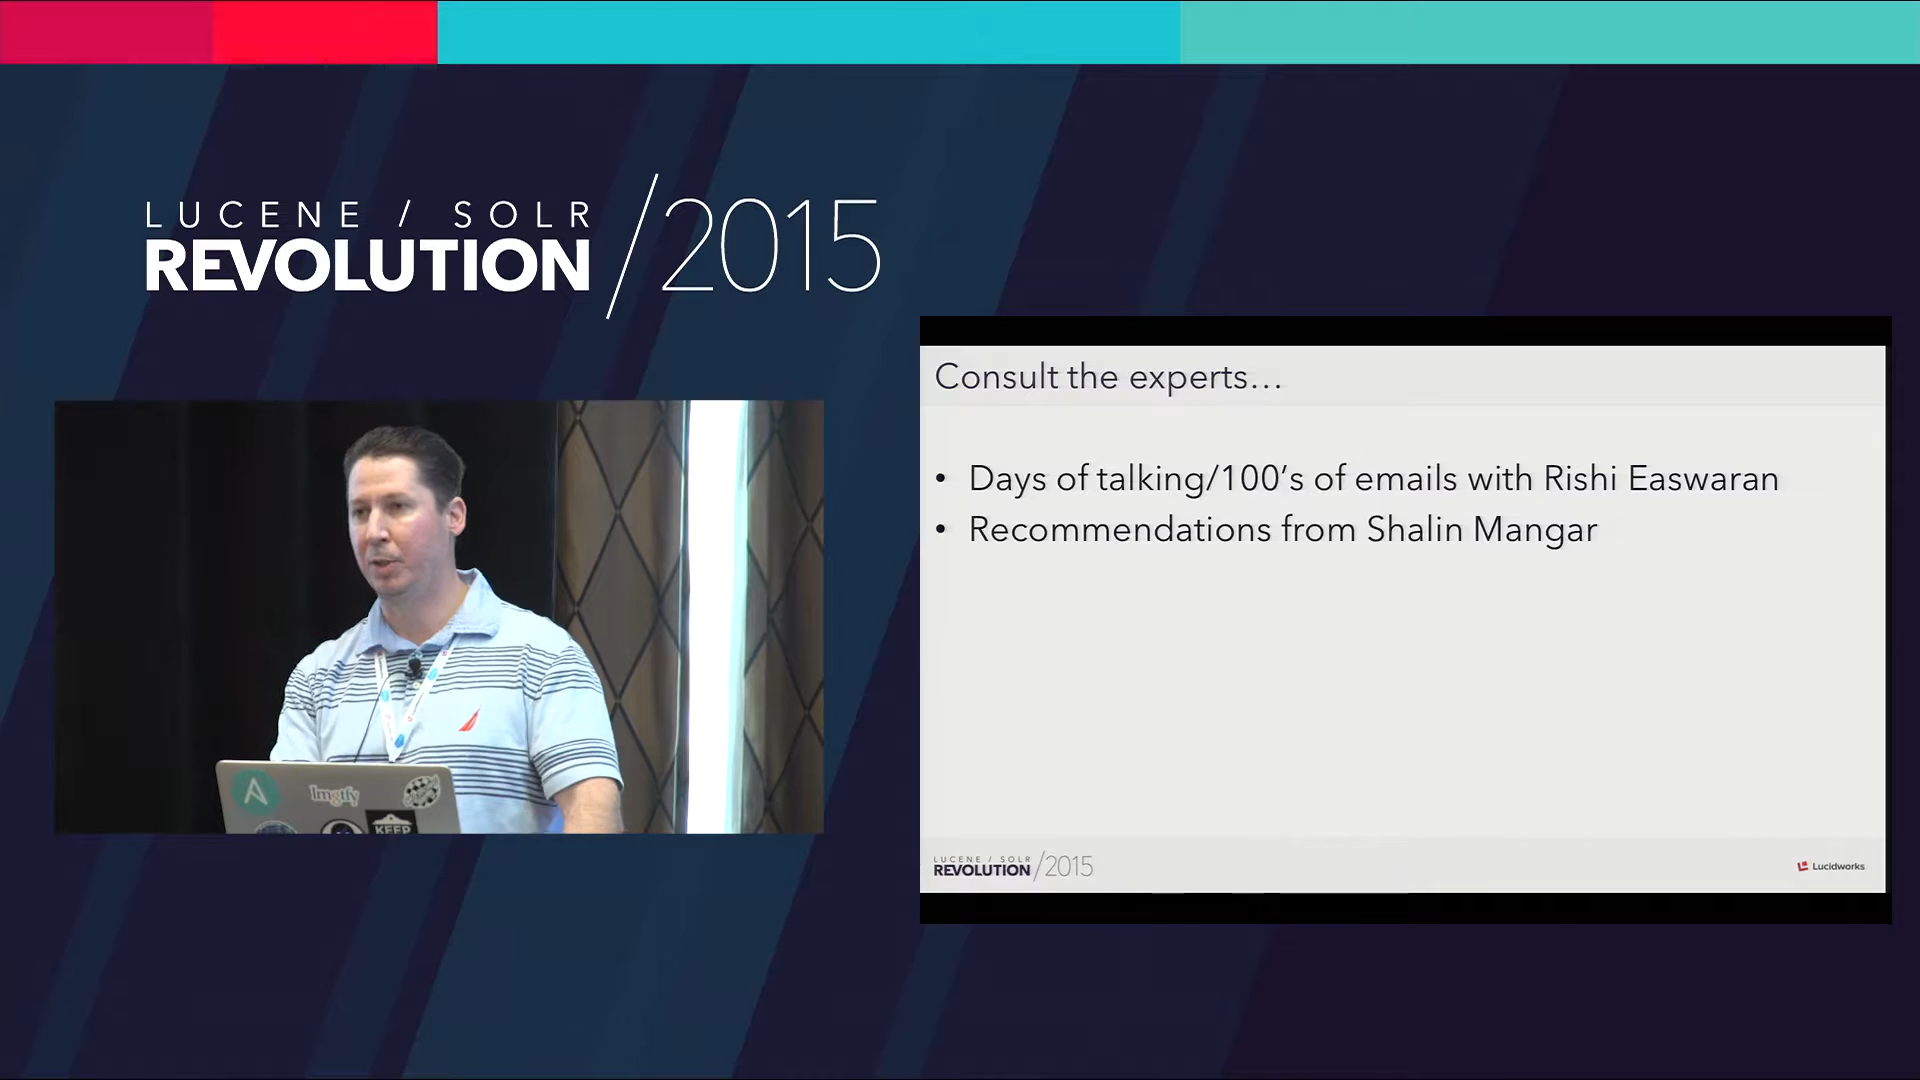 LUCENE / SOLR
REVOLUTION /2015
Consult the experts...
• Days of talking/100's of emails with Rishi Easwaran
• Recommendations from Shalin Mangar
LUCENE / SOLR
REVOLUTION /2015
Lucidworks
lmgtfy
KEEP